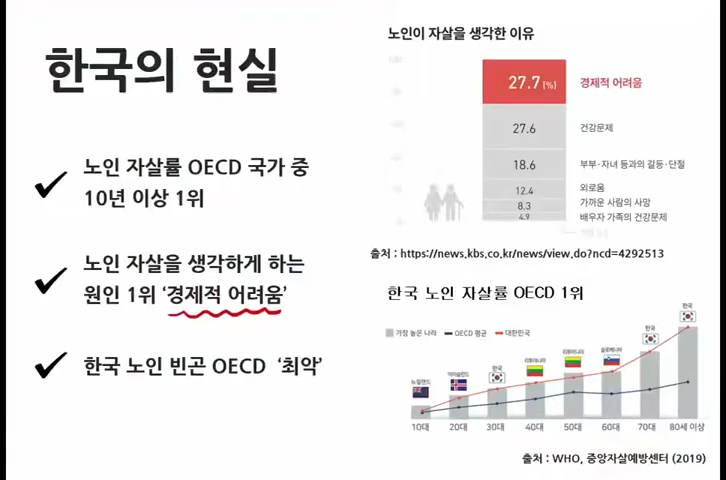 한국의 현실
노인 자살률 OECD 국가 중
10년 이상 1위
노인 자살을 생각하게 하는
원인 1위 ‘경제적 어려움’
한국 노인 빈곤 OECD ‘최악’
노인이 자살을 생각한 이유
27.7 (%) 경제적 어려움
27.6 건강문제
18.6 부부·자녀 등과의 갈등·단절
12.4 외로움
8.3 가까운 사람의 사망
4.9 배우자 가족의 건강문제
출처 : https://news.kbs.co.kr/news/view.do?ncd=4292513
한국 노인 자살률 OECD 1위
가장 높은 나라 OECD 평균 대한민국
뉴질랜드 아이슬란드 한국 리투아니아 리투아니아 슬로베니아 한국 한국
10대 20대 30대 40대 50대 60대 70대 80세 이상
출처 : WHO, 중앙자살예방센터 (2019)